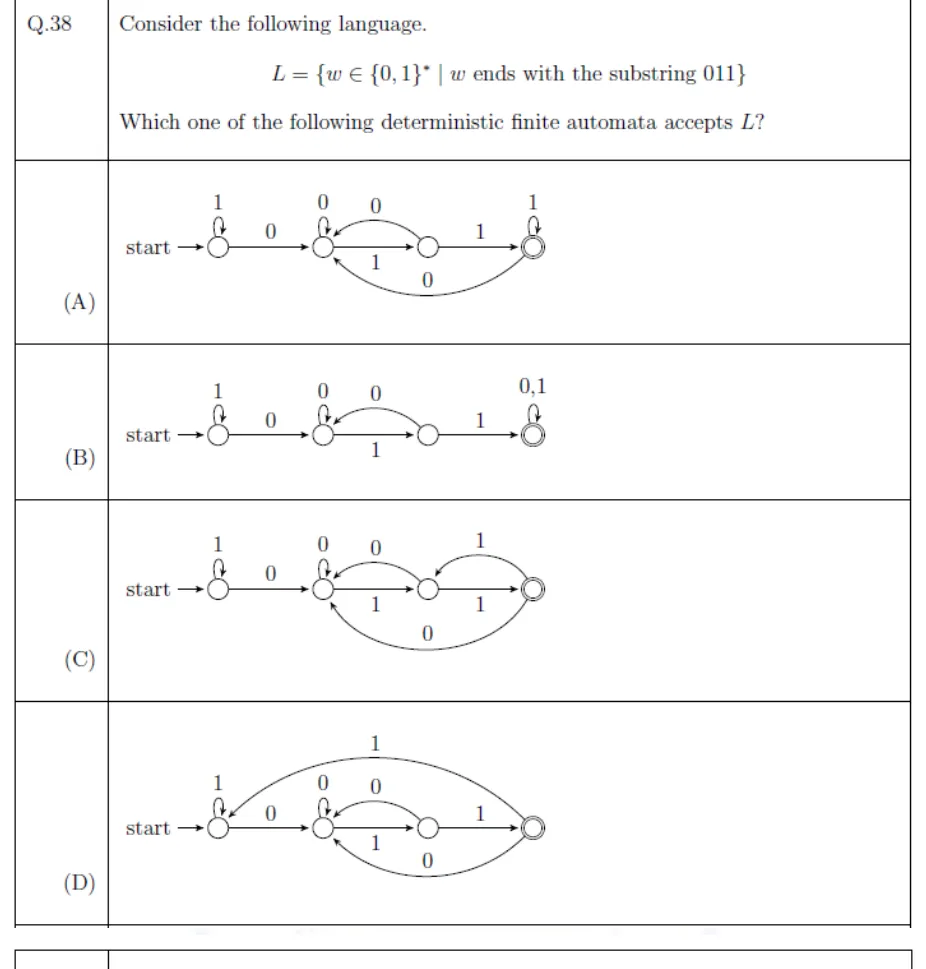 Q.38 Consider the following language.
L = {w ∈ {0, 1}* | w ends with the substring 011}
Which one of the following deterministic finite automata accepts L?
1 0 0 1
start 0 1 1
0
(A)
1 0 0 0,1
start 0 1 1
(B)
1 0 0 1
start 0 1 1
0
(C)
1
1 0 0
start 0 1 1
0
(D)